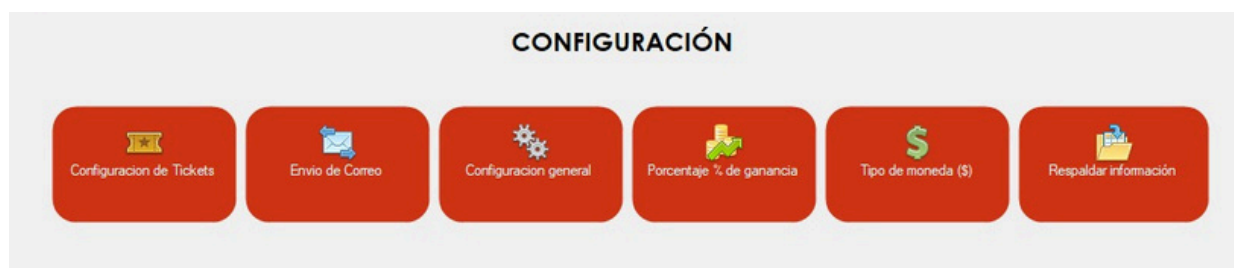 CONFIGURACIÓN
Configuracion de Tickets
Envio de Correo
Configuracion general
Porcentaje % de ganancia
Tipo de moneda ($)
Respaldar información